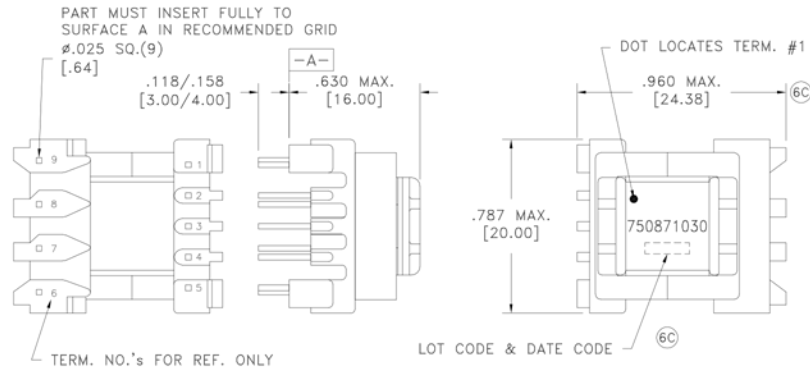 PART MUST INSERT FULLY TO
SURFACE A IN RECOMMENDED GRID
ø.025 SQ.(9)
[.64]
.118/.158
[3.00/4.00]
-A-
.630 MAX.
[16.00]
DOT LOCATES TERM. #1
.960 MAX.
[24.38]
6C
9
8
7
6
1
2
3
4
5
.787 MAX.
[20.00]
750871030
TERM. NO.'s FOR REF. ONLY
LOT CODE & DATE CODE
6C